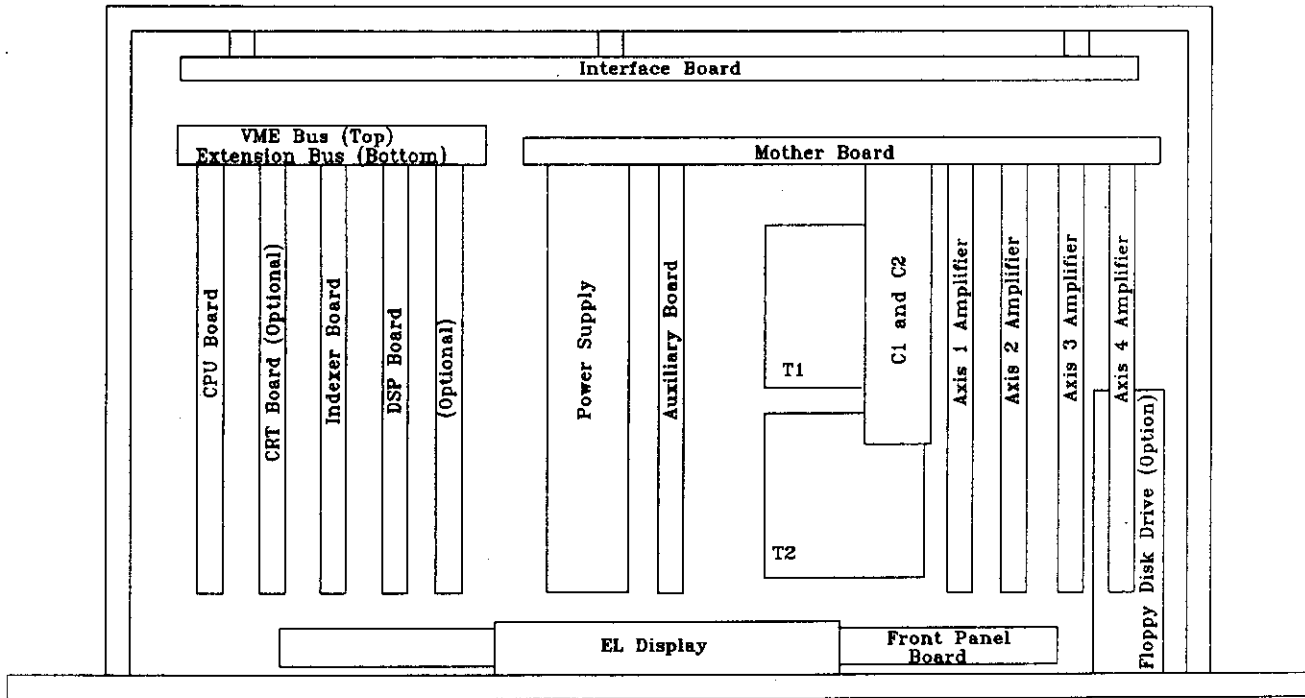 Interface Board
VME Bus (Top)
Extension Bus (Bottom)
Mother Board
CPU Board
CRT Board (Optional)
Indexer Board
DSP Board
(Optional)
Power Supply
Auxiliary Board
T1
T2
C1 and C2
Axis 1 Amplifier
Axis 2 Amplifier
Axis 3 Amplifier
Axis 4 Amplifier
Floppy Disk Drive (Option)
EL Display
Front Panel
Board